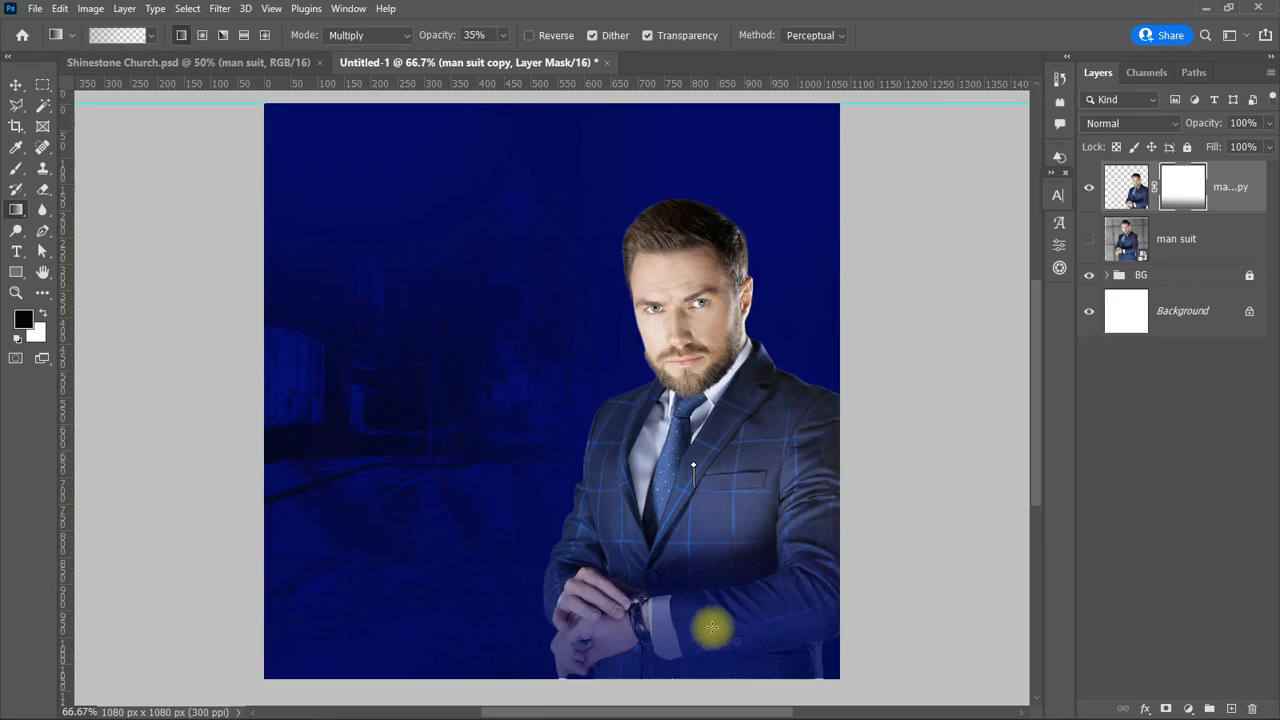 Ps File Edit Image Layer Type Select Filter 3D View Plugins Window Help
Mode: Multiply Opacity: 35% Reverse Dither Transparency Method: Perceptual Share
Shinestone Church.psd @ 50% (man suit, RGB/16) × Untitled-1 @ 66.7% (man suit copy, Layer Mask/16) * ×
350 300 250 200 150 100 50 0 50 100 150 200 250 300 350 400 450 500 550 600 650 700 750 800 850 900 950 1000 1050 1100 1150 1200 1250 1300 140
Layers Channels Paths
Kind
Normal Opacity: 100%
Lock: Fill: 100%
ma...py
man suit
BG
Background
66.67% 1080 px x 1080 px (300 ppi)